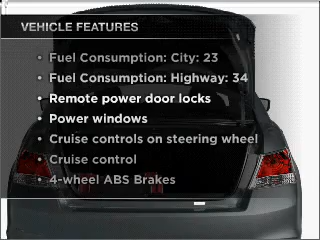 VEHICLE FEATURES
• Fuel Consumption: City: 23
• Fuel Consumption: Highway: 34
• Remote power door locks
• Power windows
• Cruise controls on steering wheel
• Cruise control
• 4-wheel ABS Brakes